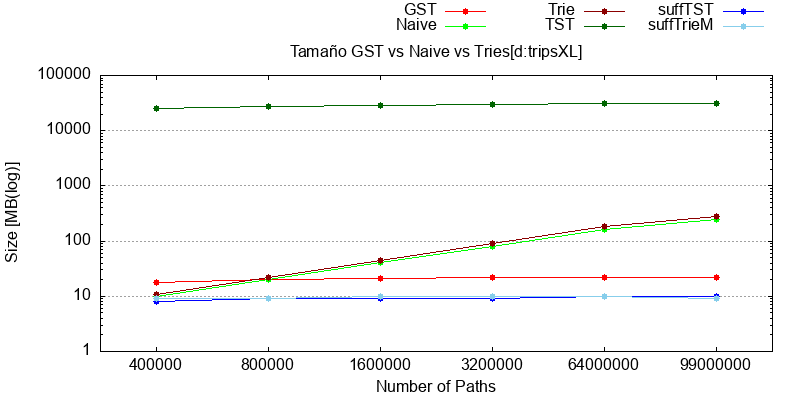 GST Trie suffTST
Naive TST suffTrieM
Tamaño GST vs Naive vs Tries[d:tripsXL]
100000
10000
1000
100
10
1
Size [MB(log)]
400000 800000 1600000 3200000 64000000 99000000
Number of Paths